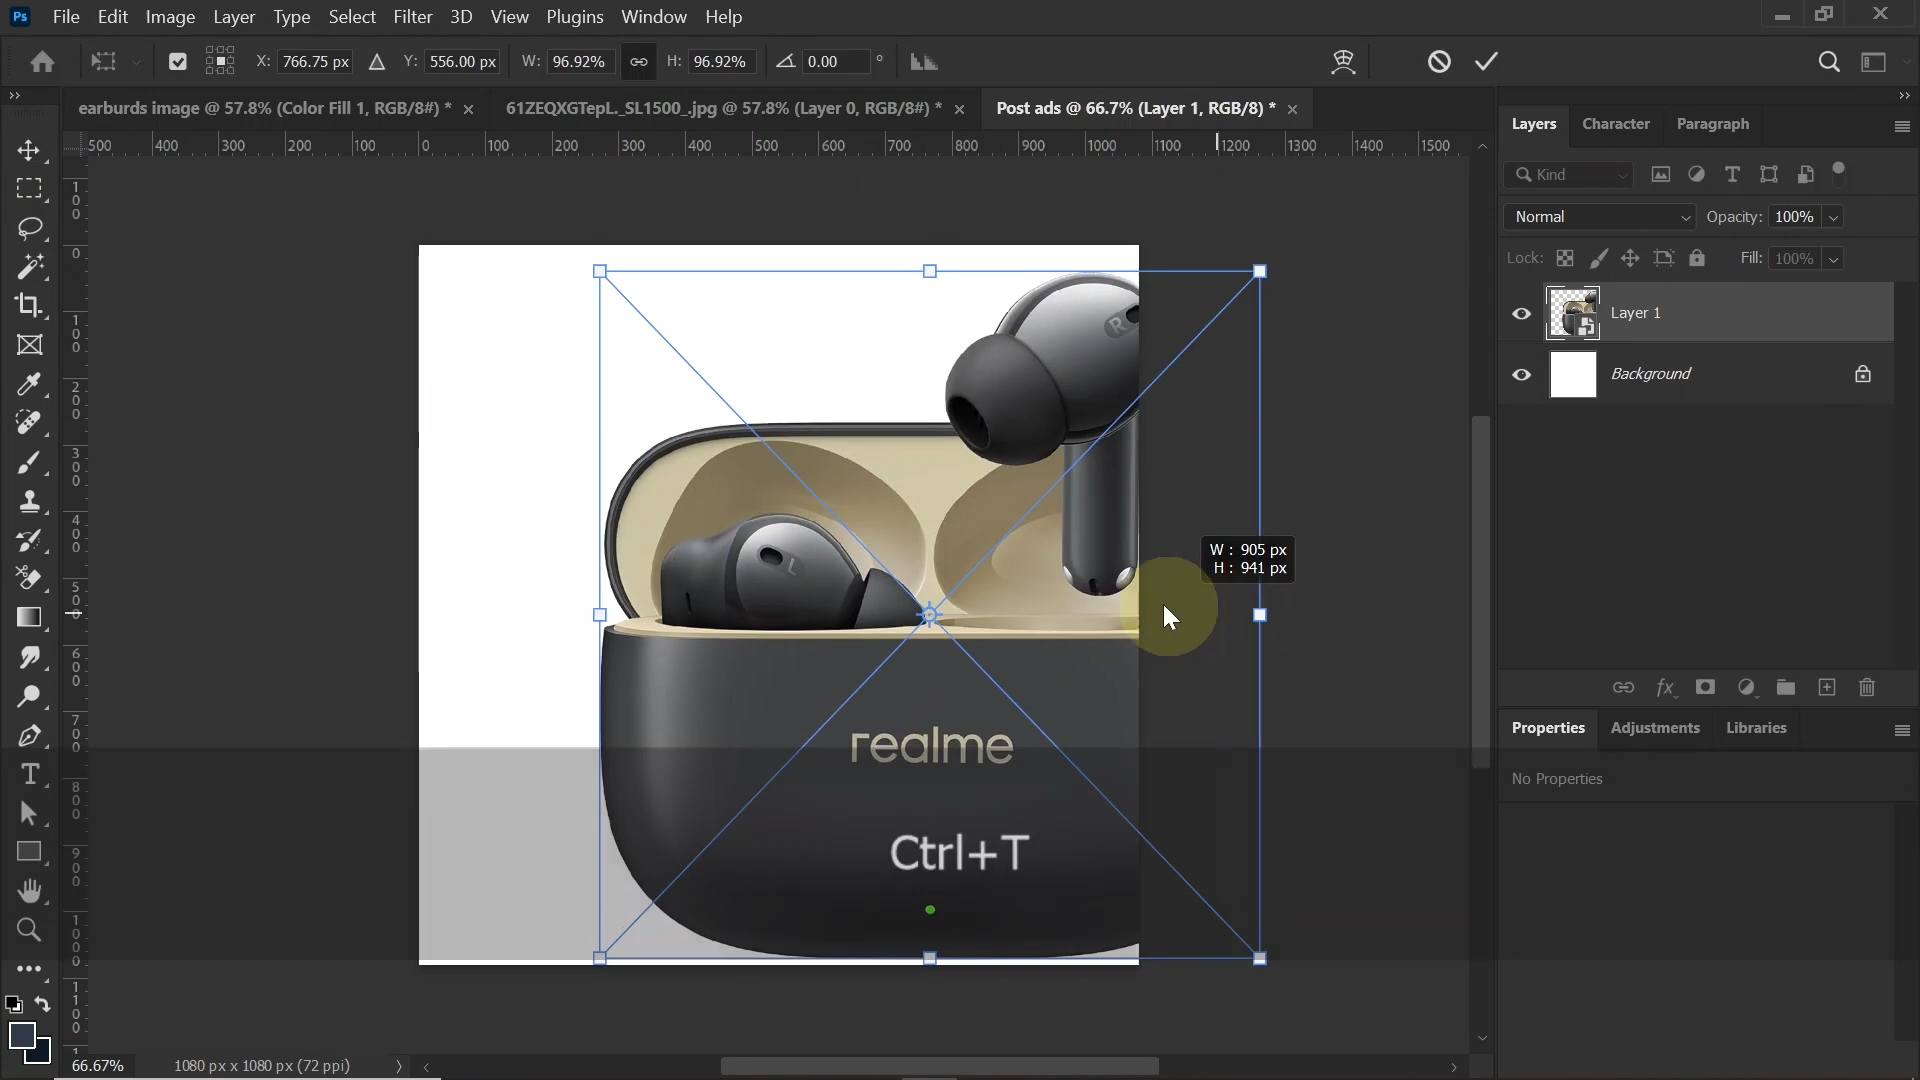 Ps File Edit Image Layer Type Select Filter 3D View Plugins Window Help
X: 766.75 px Y: 556.00 px W: 96.92% H: 96.92% 0.00 °
earburds image @ 57.8% (Color Fill 1, RGB/8#) * × 61ZEQXGTepL._SL1500_.jpg @ 57.8% (Layer 0, RGB/8#) * × Post ads @ 66.7% (Layer 1, RGB/8) * ×
500 400 300 200 100 0 100 200 300 400 500 600 700 800 900 1000 1100 1200 1300 1400 1500
100
0
100
200
300
400
500
600
700
800
900
1000
1100
1
R
L
W : 905 px
H : 941 px
realme
Ctrl+T
Layers Character Paragraph
Kind
Normal Opacity: 100%
Lock: Fill: 100%
Layer 1
Background
fx
Properties Adjustments Libraries
No Properties
66.67% 1080 px x 1080 px (72 ppi)